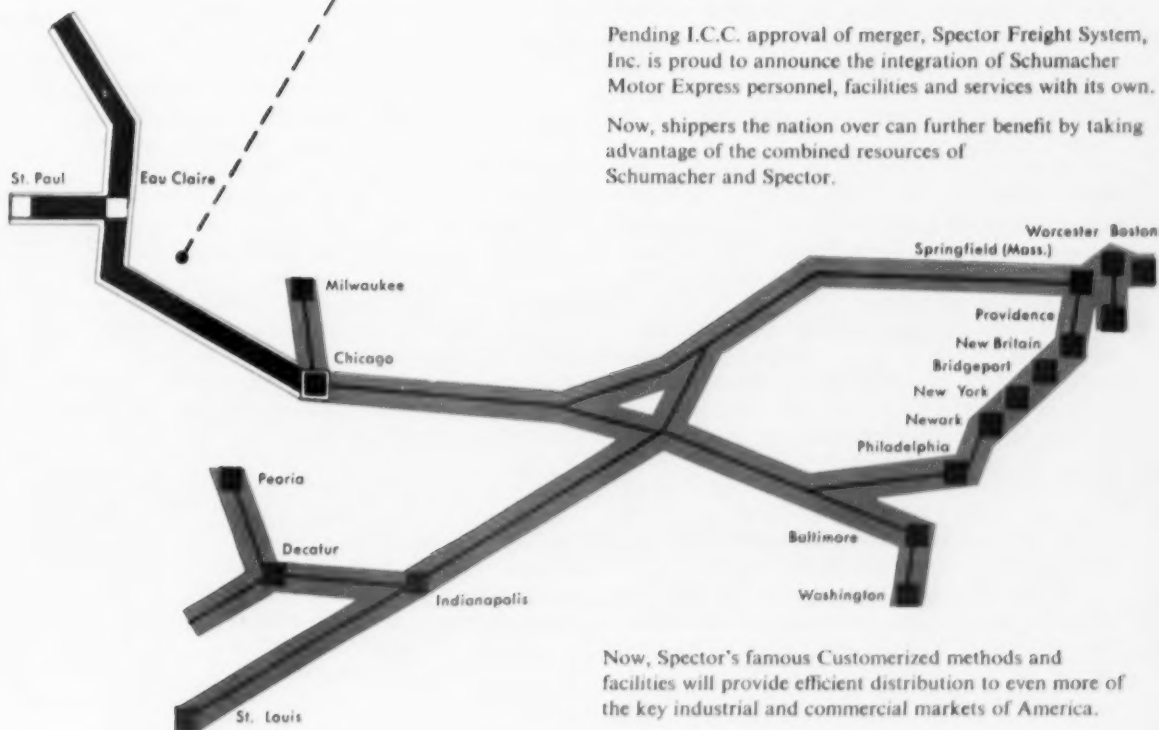 Pending I.C.C. approval of merger, Spector Freight System,
Inc. is proud to announce the integration of Schumacher
Motor Express personnel, facilities and services with its own.
Now, shippers the nation over can further benefit by taking
advantage of the combined resources of
Schumacher and Spector.
St. Paul
Eau Claire
Worcester Boston
Springfield (Mass.)
Milwaukee
Providence
New Britain
Chicago
Bridgeport
New York
Newark
Philadelphia
Peoria
Baltimore
Decatur
Indianapolis
Washington
St. Louis
Now, Spector's famous Customerized methods and
facilities will provide efficient distribution to even more of
the key industrial and commercial markets of America.